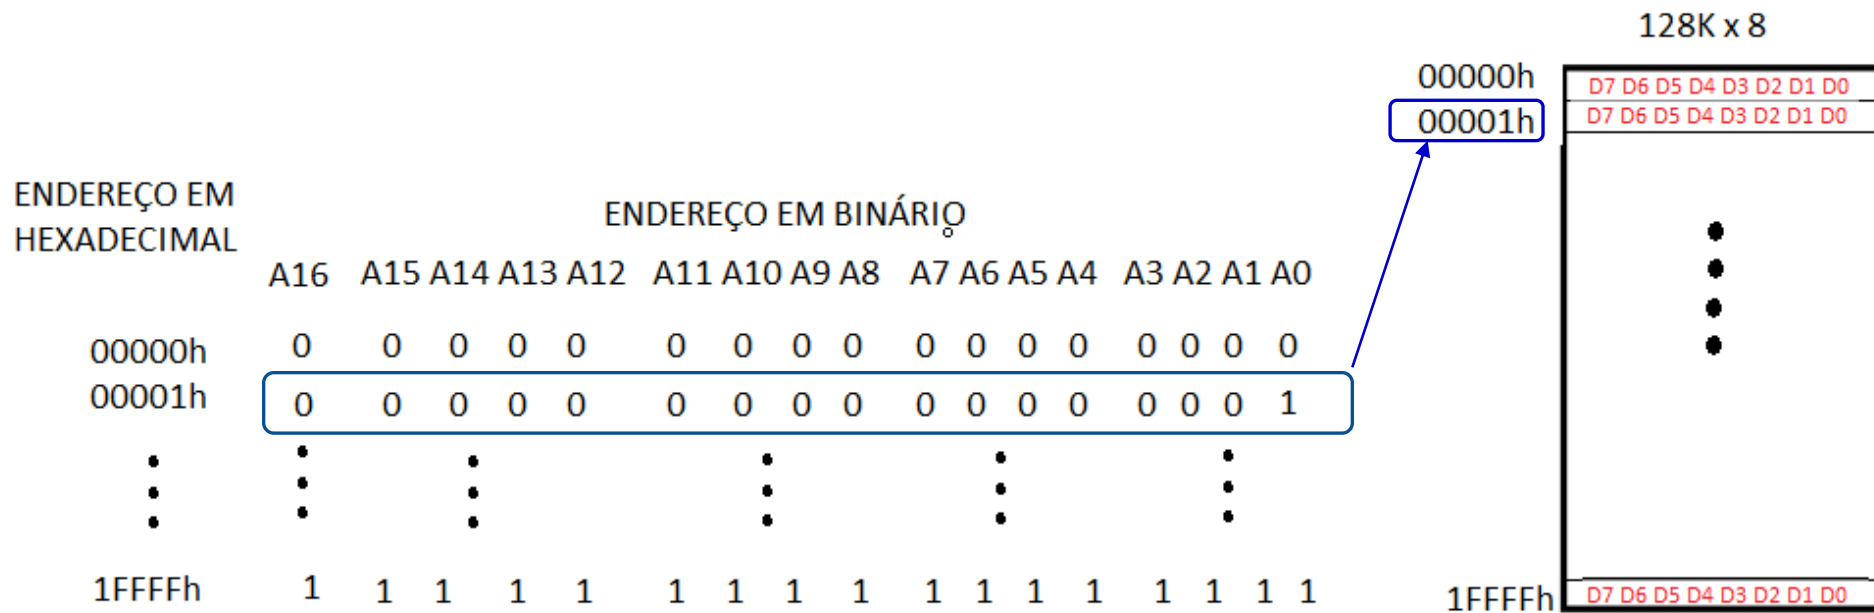 128K x 8
00000h D7 D6 D5 D4 D3 D2 D1 D0
00001h D7 D6 D5 D4 D3 D2 D1 D0
ENDEREÇO EM
HEXADECIMAL
ENDEREÇO EM BINÁRIO
A16 A15 A14 A13 A12 A11 A10 A9 A8 A7 A6 A5 A4 A3 A2 A1 A0
00000h 0 0 0 0 0 0 0 0 0 0 0 0 0 0 0 0 0
00001h 0 0 0 0 0 0 0 0 0 0 0 0 0 0 0 0 1
1FFFFh 1 1 1 1 1 1 1 1 1 1 1 1 1 1 1 1 1
1FFFFh D7 D6 D5 D4 D3 D2 D1 D0